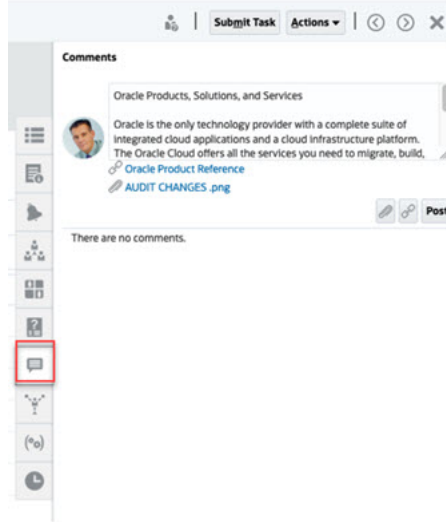 Submit Task Actions
Comments
Oracle Products, Solutions, and Services
Oracle is the only technology provider with a complete suite of
integrated cloud applications and a cloud infrastructure platform.
The Oracle Cloud offers all the services you need to migrate, build,
Oracle Product Reference
AUDIT CHANGES .png
Post
There are no comments.